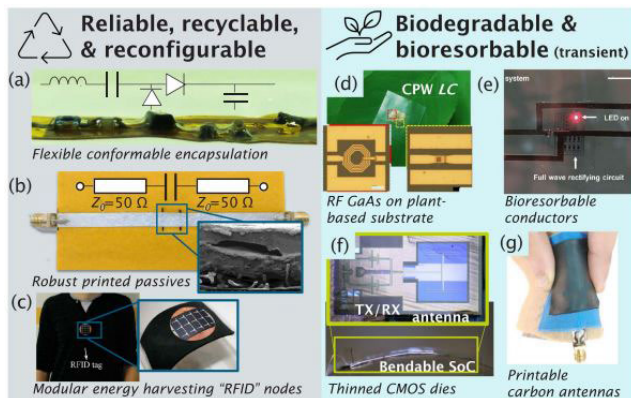 Reliable, recyclable,
& reconfigurable
(a)
Flexible conformable encapsulation
(b)
Z₀=50 Ω
Z₀=50 Ω
Robust printed passives
(c)
RFID tag
Modular energy harvesting “RFID” nodes
Biodegradable &
bioresorbable (transient)
(d)
CPW LC
RF GaAs on plant-
based substrate
(e)
system
LED on
Full wave rectifying circuit
Bioresorbable
conductors
(f)
TX/RX
antenna
Bendable SoC
Thinned CMOS dies
(g)
Printable
carbon antennas